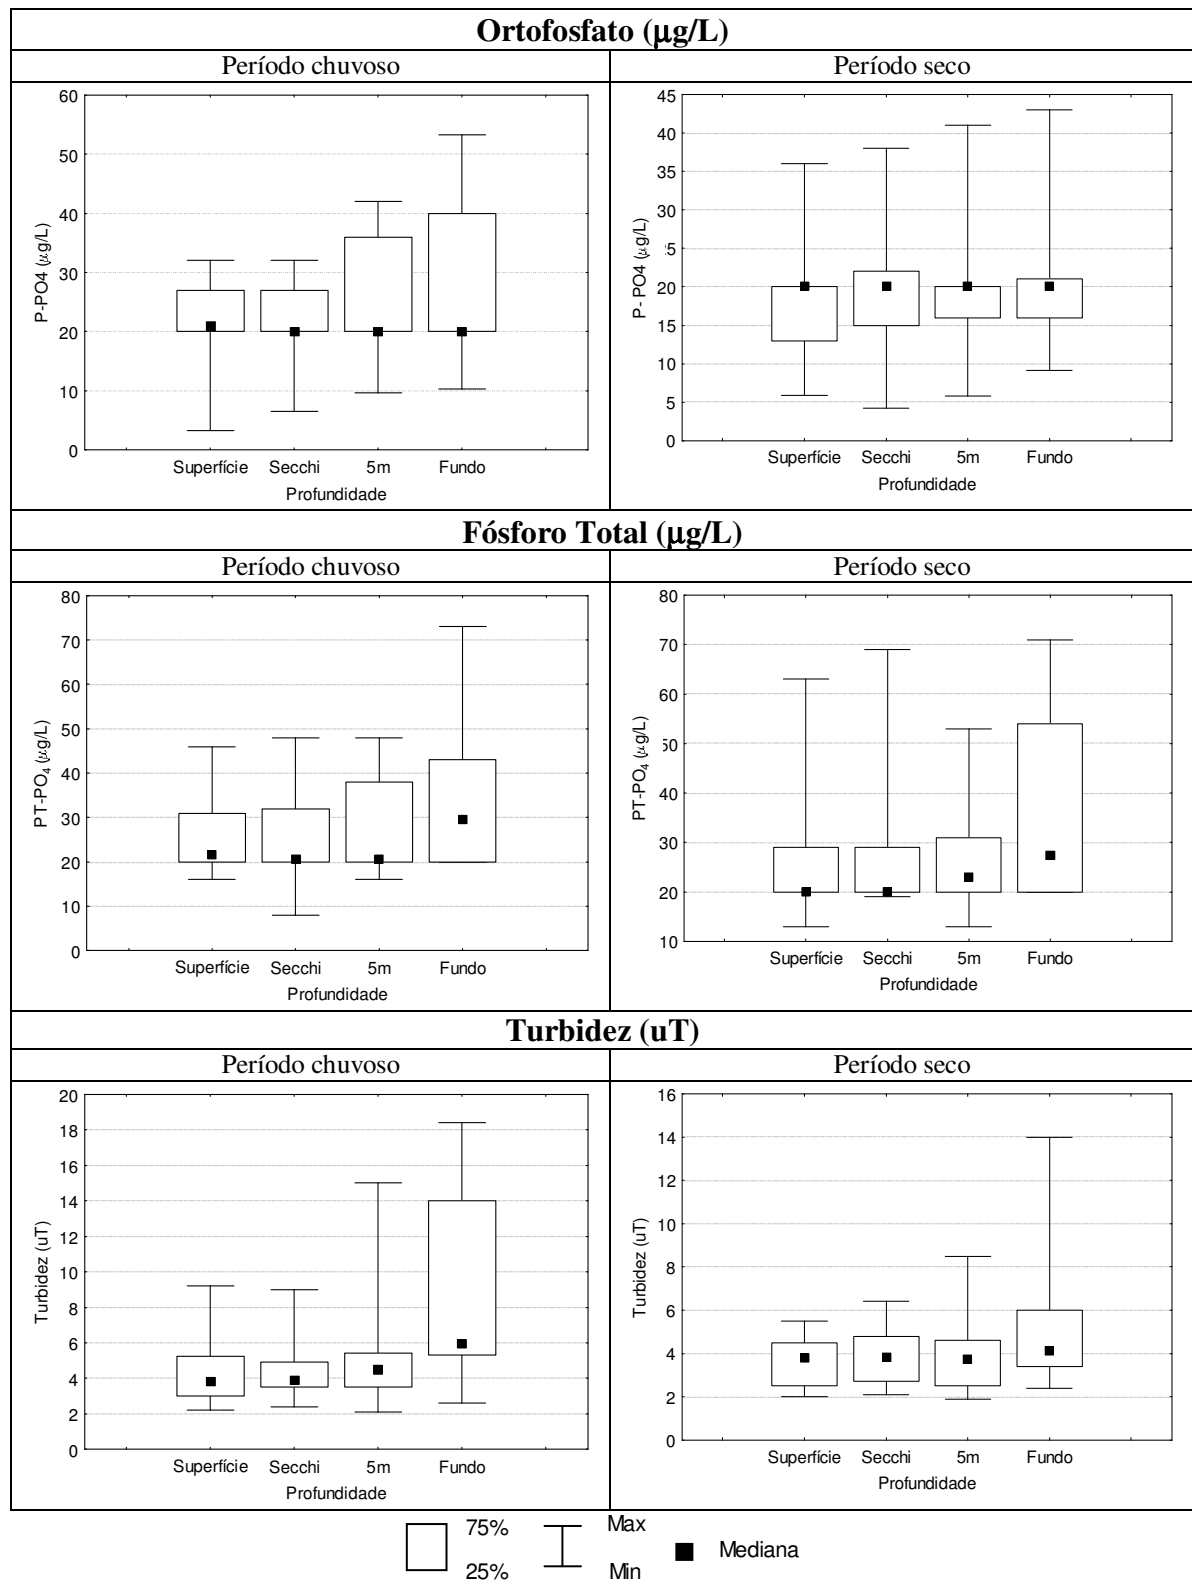 Ortofosfato (µg/L)
Período chuvoso
Período seco
60
50
40
30
20
10
0
P-PO4 (µg/L)
Superfície Secchi 5m Fundo
Profundidade
45
40
35
30
25
20
15
10
5
0
P- PO4 (µg/L)
Superfície Secchi 5m Fundo
Profundidade
Fósforo Total (µg/L)
Período chuvoso
Período seco
80
70
60
50
40
30
20
10
0
PT-PO4 (µg/L)
Superfície Secchi 5m Fundo
Profundidade
80
70
60
50
40
30
20
10
PT-PO4 (µg/L)
Superfície Secchi 5m Fundo
Profundidade
Turbidez (uT)
Período chuvoso
Período seco
20
18
16
14
12
10
8
6
4
2
0
Turbidez (uT)
Superfície Secchi 5m Fundo
Profundidade
16
14
12
10
8
6
4
2
0
Turbidez (uT)
Superfície Secchi 5m Fundo
Profundidade
75%
25%
Max
Min
Mediana